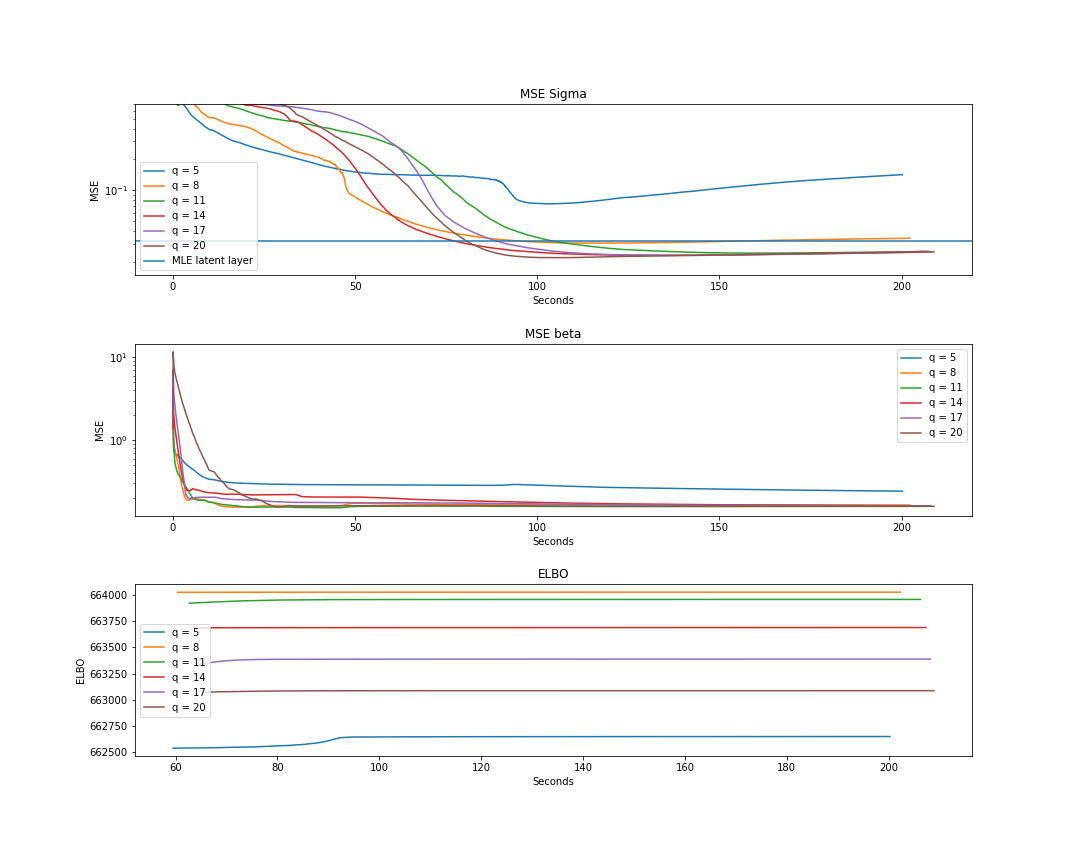 MSE Sigma
MSE
10⁻¹
q = 5
q = 8
q = 11
q = 14
q = 17
q = 20
MLE latent layer
0 50 100 150 200
Seconds
MSE beta
MSE
10¹
10⁰
q = 5
q = 8
q = 11
q = 14
q = 17
q = 20
0 50 100 150 200
Seconds
ELBO
ELBO
664000
663750
663500
663250
663000
662750
662500
q = 5
q = 8
q = 11
q = 14
q = 17
q = 20
60 80 100 120 140 160 180 200
Seconds